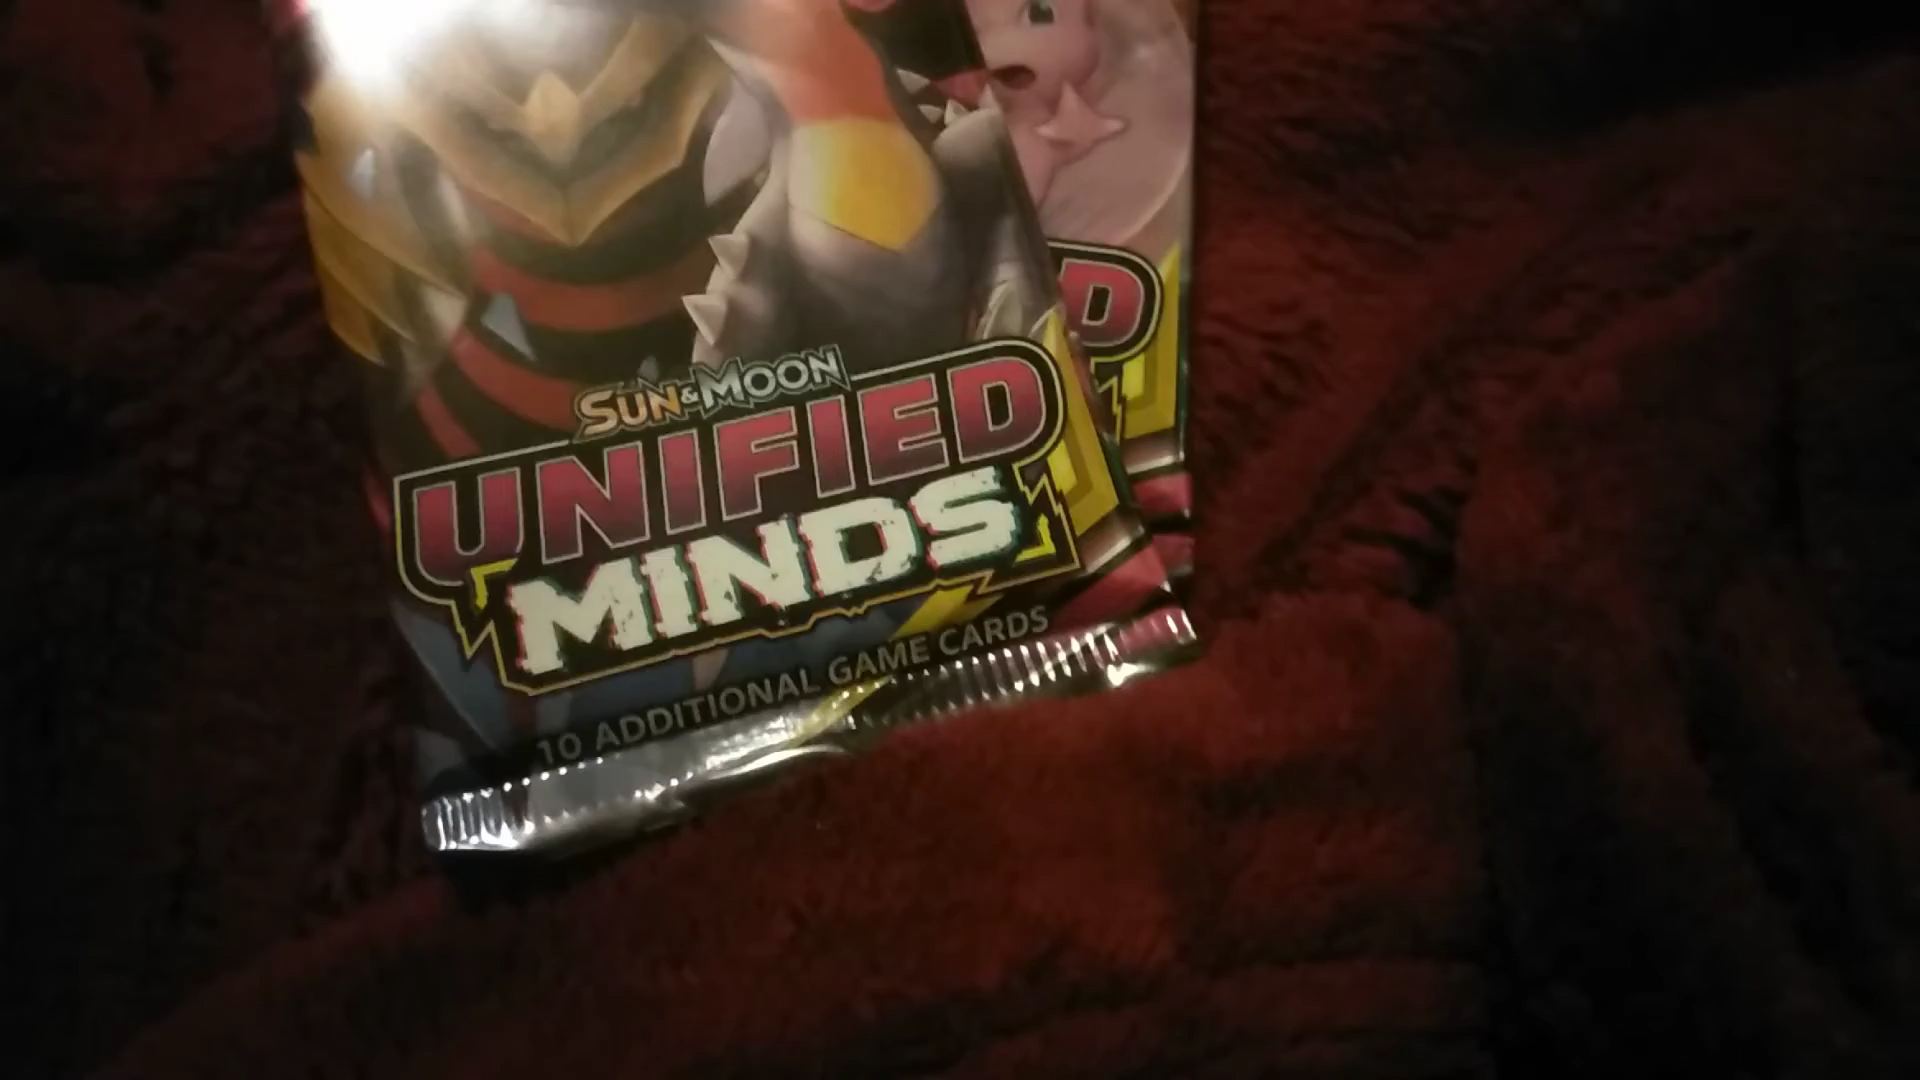 SUN & MOON
UNIFIED
MINDS
10 ADDITIONAL GAME CARDS
D